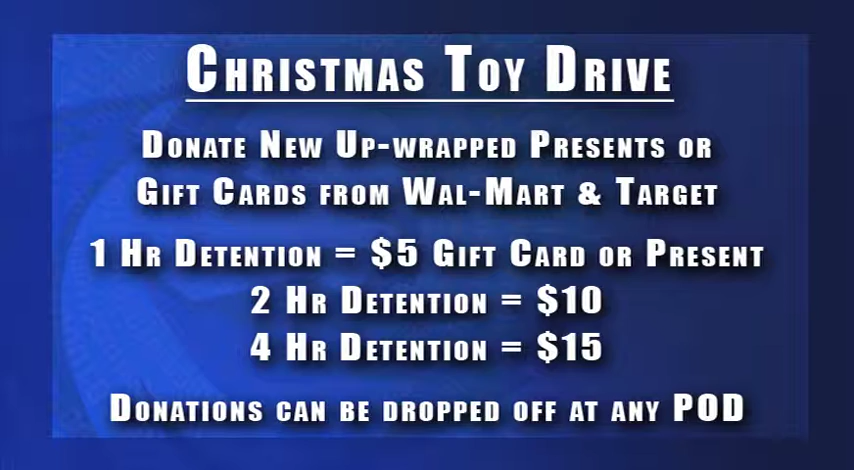 Christmas Toy Drive
Donate New Up-wrapped Presents or
Gift Cards from Wal-Mart & Target
1 Hr Detention = $5 Gift Card or Present
2 Hr Detention = $10
4 Hr Detention = $15
Donations can be dropped off at any POD